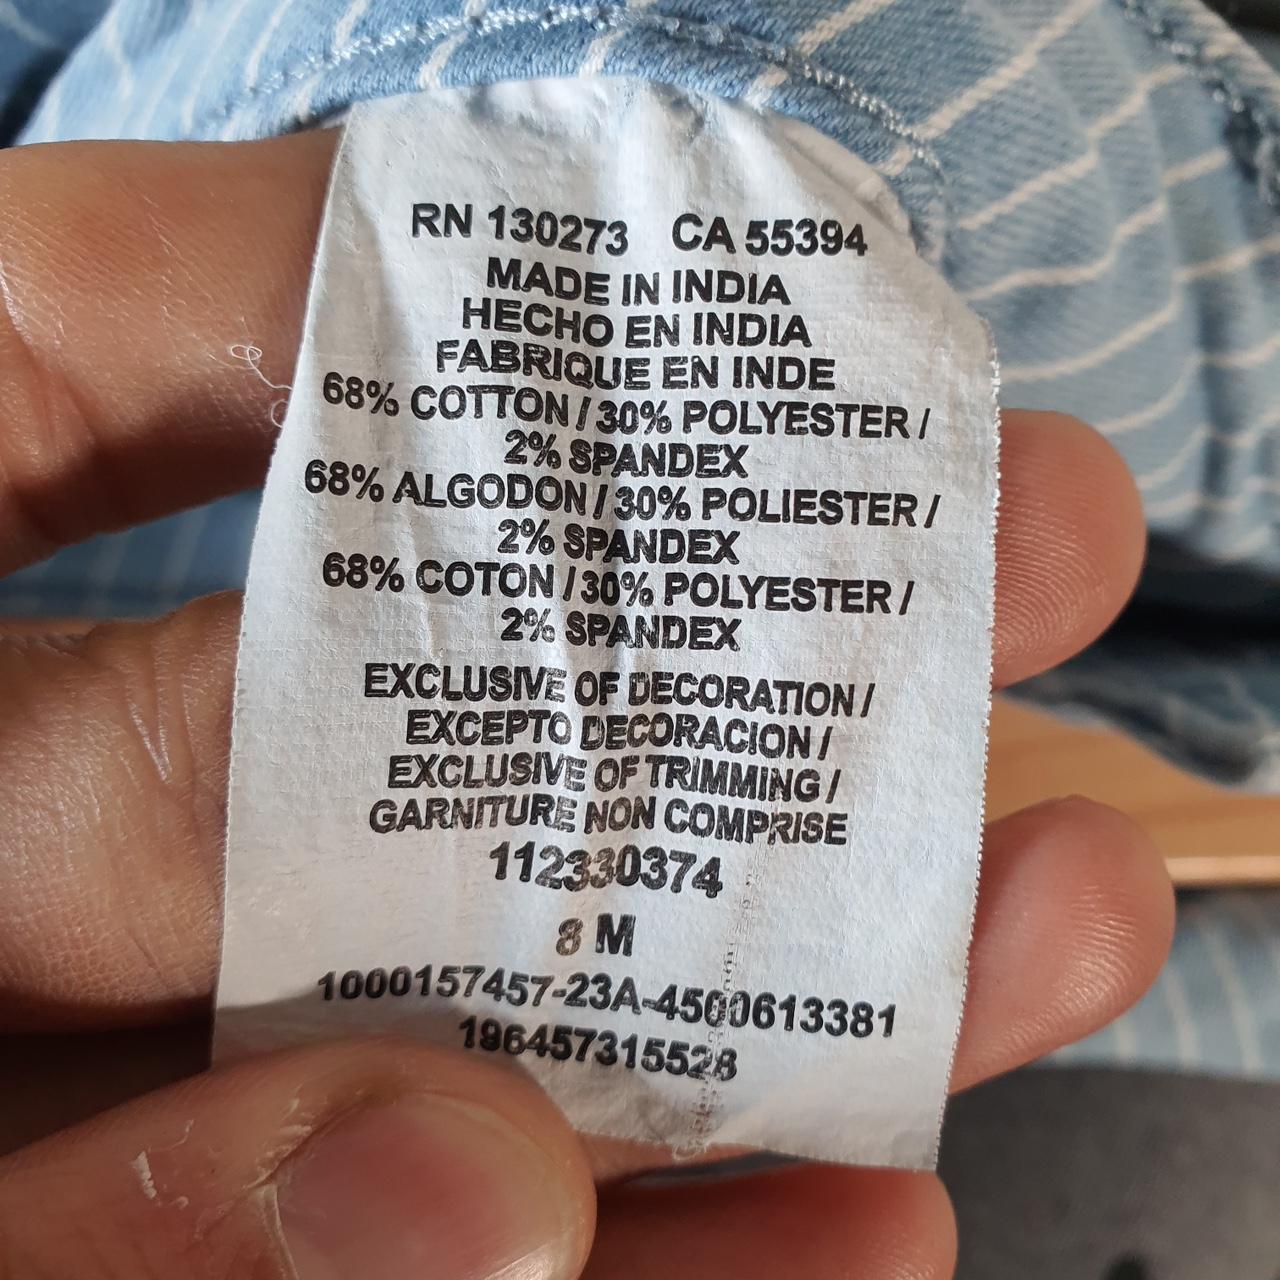 RN 130273 CA 55394
MADE IN INDIA
HECHO EN INDIA
FABRIQUE EN INDE
68% COTTON / 30% POLYESTER /
2% SPANDEX
68% ALGODON / 30% POLIESTER /
2% SPANDEX
68% COTON / 30% POLYESTER /
2% SPANDEX
EXCLUSIVE OF DECORATION /
EXCEPTO DECORACION /
EXCLUSIVE OF TRIMMING /
GARNITURE NON COMPRISE
112330374
8 M
1000157457-23A-4500613381
196457315528